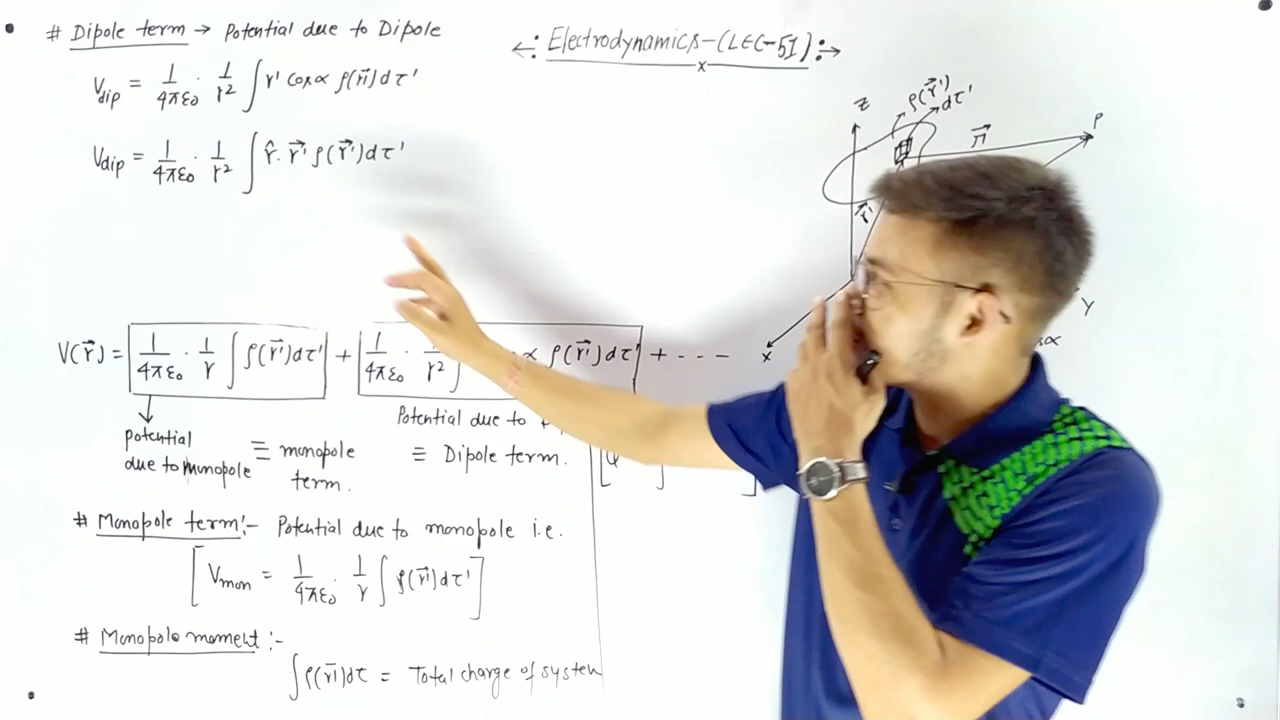 # Dipole term → Potential due to Dipole
←: Electrodynamics-(LEC-51) :→
x
V_dip = 1/4πε₀ · 1/r² ∫ r' cosα ρ(r⃗') dτ'
V_dip = 1/4πε₀ · 1/r² ∫ r̂ · r⃗' ρ(r⃗') dτ'
Z
ρ(r⃗')
dτ'
P
r⃗'
Y
X
V(r⃗) = 1/4πε₀ · 1/r ∫ ρ(r⃗') dτ' + 1/4πε₀ · 1/r² ∫ α ρ(r⃗') dτ' + - - -
potential
due to monopole ≡ monopole
term.
Potential due to
≡ Dipole term.
# Monopole term:- Potential due to monopole i.e.
[V_mon = 1/4πε₀ · 1/r ∫ ρ(r⃗') dτ']
# Monopole moment :-
∫ ρ(r⃗') dτ = Total charge of system